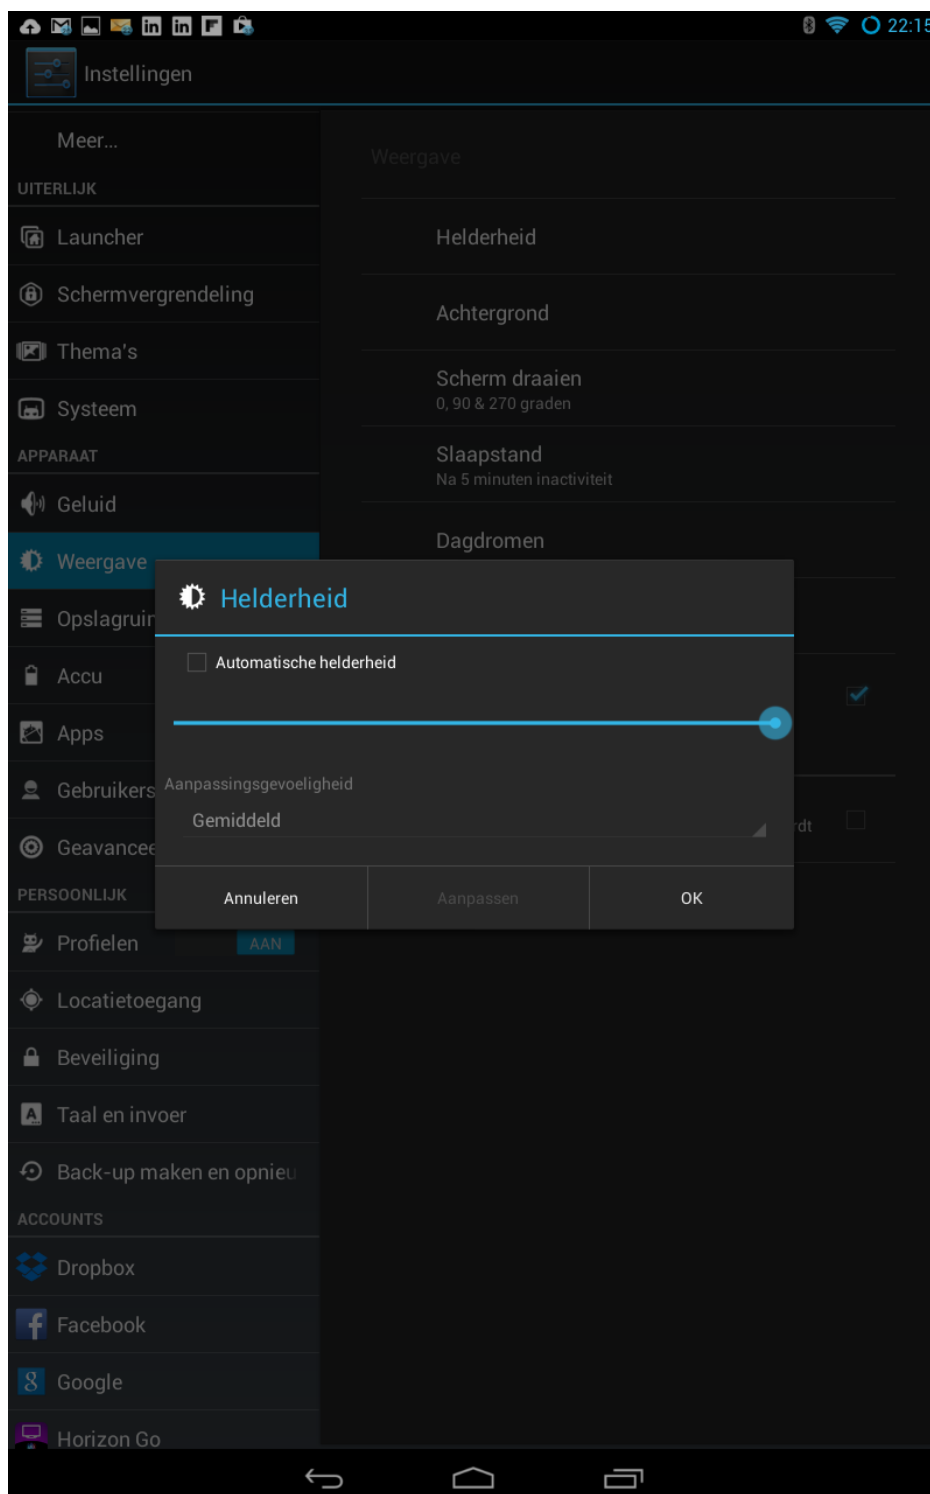 22:15
Instellingen
Meer...
UITERLIJK
Launcher
Schermvergrendeling
Thema's
Systeem
APPARAAT
Geluid
Weergave
Opslagruir
Accu
Apps
Gebruikers
Geavancee
PERSOONLIJK
Profielen AAN
Locatietoegang
Beveiliging
Taal en invoer
Back-up maken en opnieu
ACCOUNTS
Dropbox
Facebook
Google
Horizon Go
Weergave
Helderheid
Achtergrond
Scherm draaien
0, 90 & 270 graden
Slaapstand
Na 5 minuten inactiviteit
Dagdromen
rdt
Helderheid
Automatische helderheid
Aanpassingsgevoeligheid
Gemiddeld
Annuleren Aanpassen OK